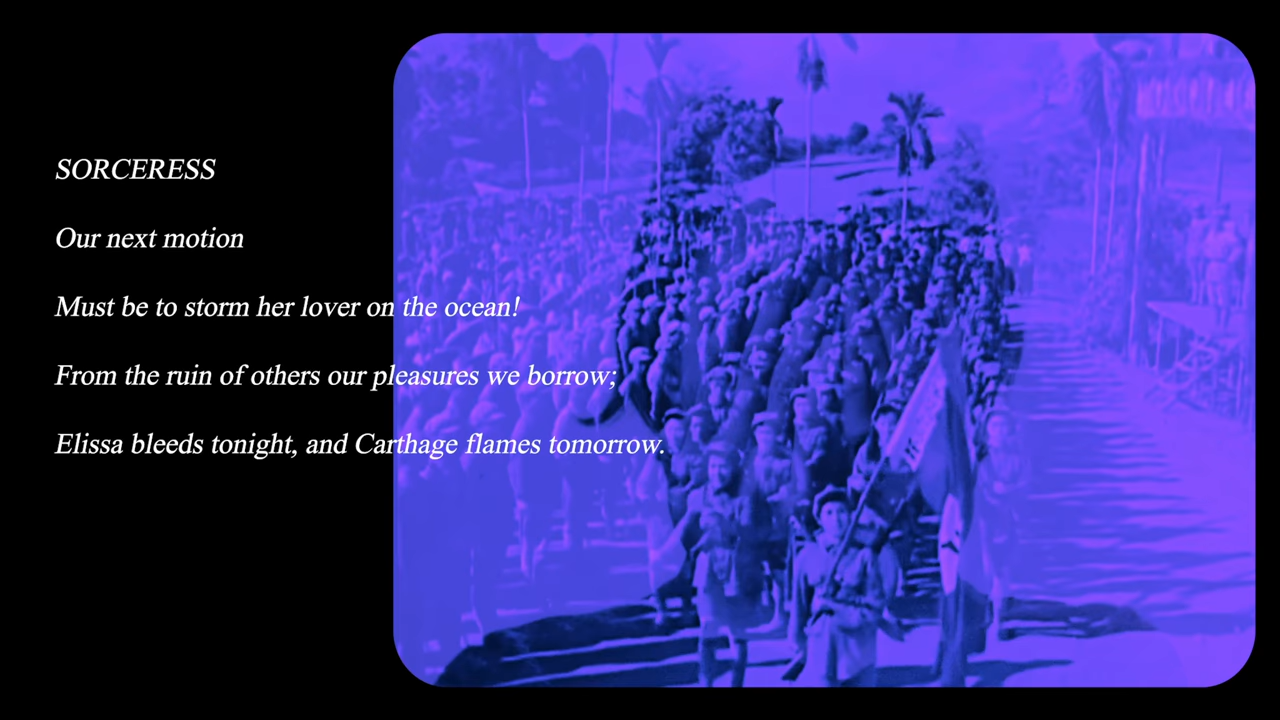 SORCERESS
Our next motion
Must be to storm her lover on the ocean!
From the ruin of others our pleasures we borrow;
Elissa bleeds tonight, and Carthage flames tomorrow.